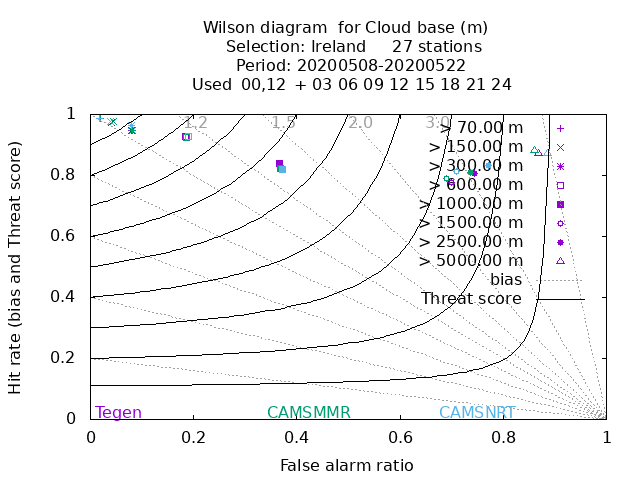 Wilson diagram  for Cloud base (m)
Selection: Ireland     27 stations
Period: 20200508-20200522
Used  00,12  + 03 06 09 12 15 18 21 24
Hit rate (bias and Threat score)
1
0.8
0.6
0.4
0.2
0
1.2
1.5
2.0
3.0
> 70.00 m
> 150.00 m
> 300.00 m
> 600.00 m
> 1000.00 m
> 1500.00 m
> 2500.00 m
> 5000.00 m
bias
Threat score
Tegen CAMSMMR CAMSNRT
0 0.2 0.4 0.6 0.8 1
False alarm ratio